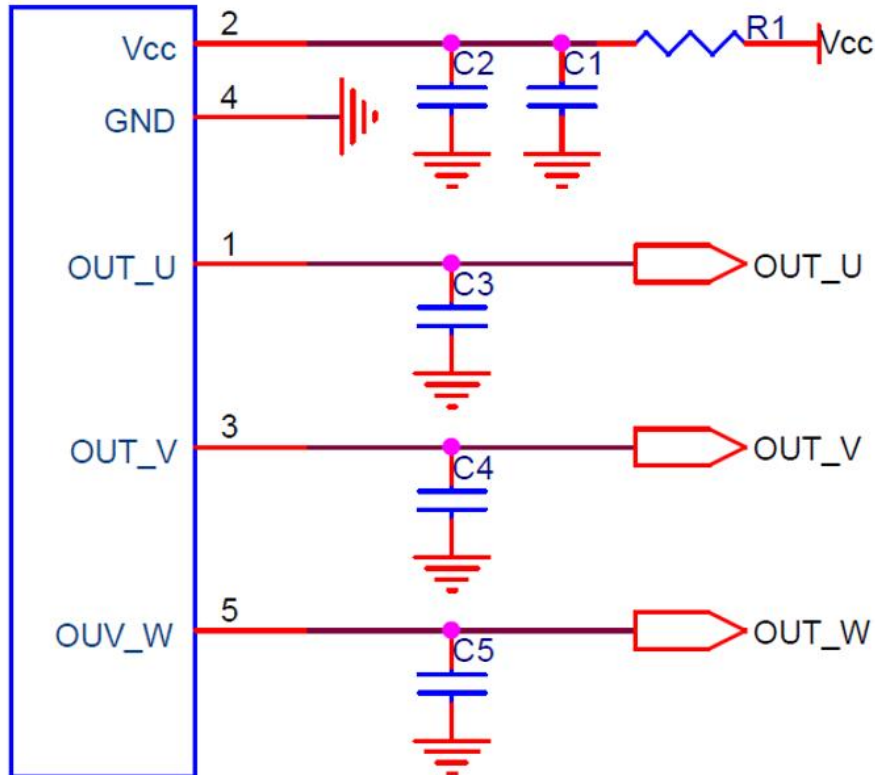 Vcc 2 C2 C1 R1 Vcc
GND 4
OUT_U 1 C3 OUT_U
OUT_V 3 C4 OUT_V
OUV_W 5 C5 OUT_W